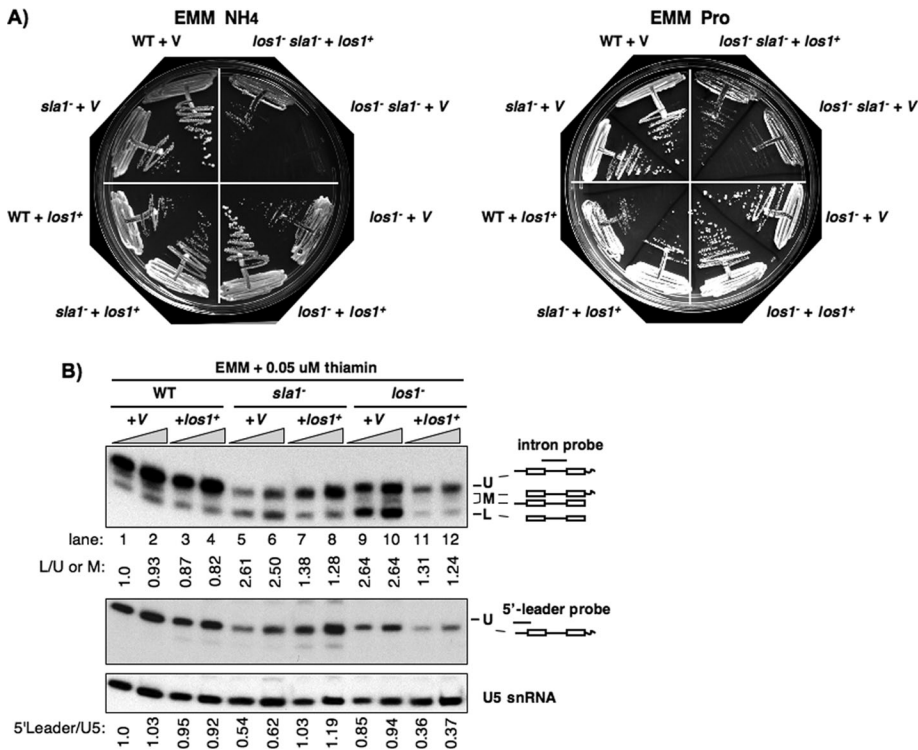 A)
EMM NH4
EMM Pro
WT + V
los1- sla1- + los1+
WT + V
los1- sla1- + los1+
sla1- + V
los1- sla1- + V
sla1- + V
los1- sla1- + V
WT + los1+
los1- + V
WT + los1+
los1- + V
sla1- + los1+
los1- + los1+
sla1- + los1+
los1- + los1+
B)
EMM + 0.05 uM thiamin
WT sla1- los1-
+V +los1+ +V +los1+ +V +los1+
intron probe
U
M
L
lane: 1 2 3 4 5 6 7 8 9 10 11 12
L/U or M: 1.0 0.93 0.87 0.82 2.61 2.50 1.38 1.28 2.64 2.64 1.31 1.24
5'-leader probe
U
U5 snRNA
5'Leader/U5: 1.0 1.03 0.95 0.92 0.54 0.62 1.03 1.19 0.85 0.94 0.36 0.37